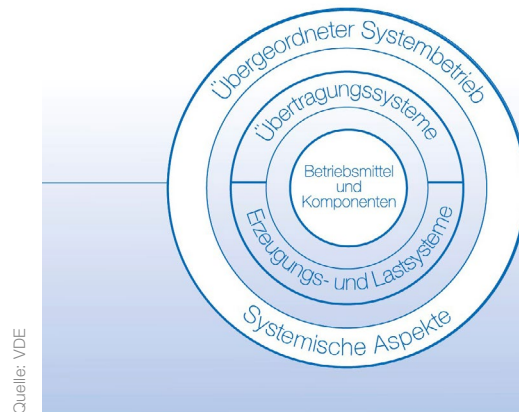 Übergeordneter Systembetrieb
Übertragungssysteme
Betriebsmittel
und
Komponenten
Erzeugungs- und Lastsysteme
Systemische Aspekte
Quelle: VDE